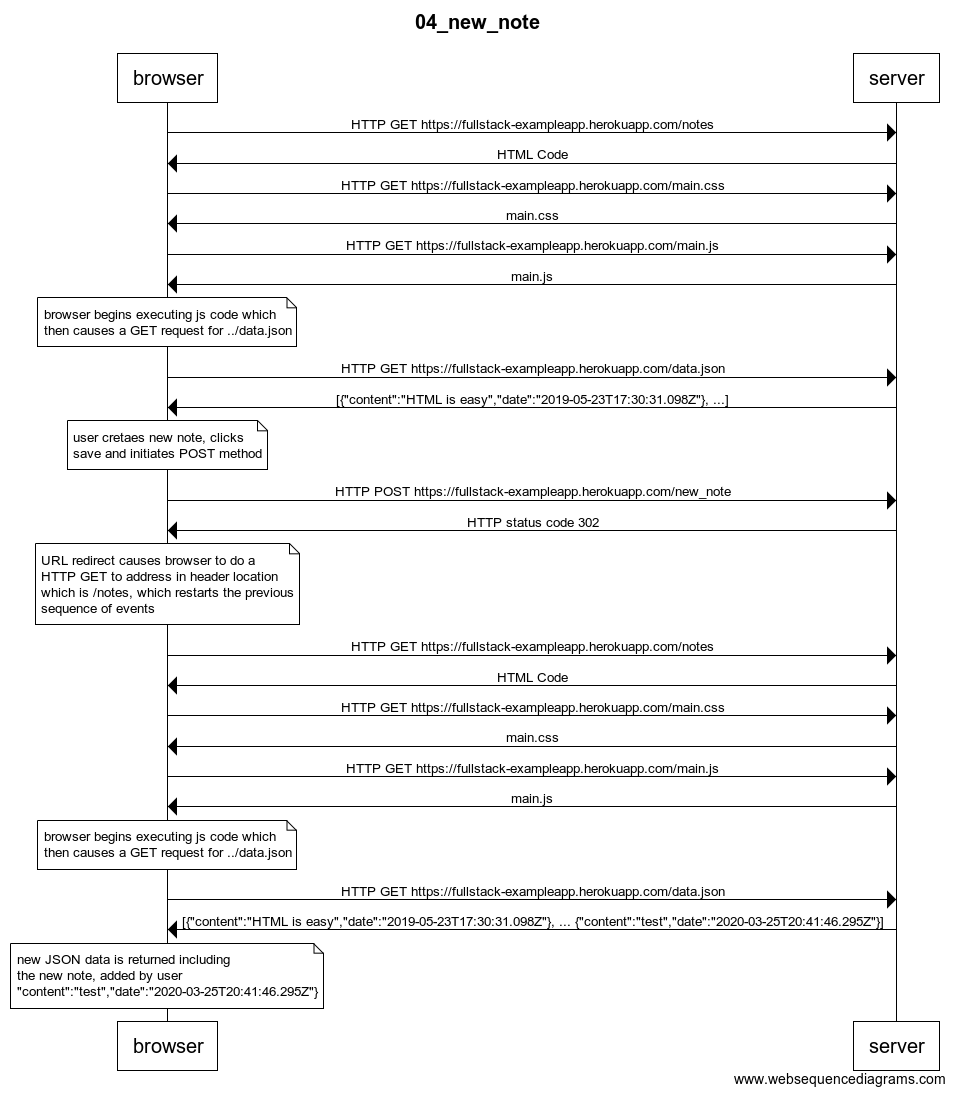 04_new_note
browser
server
HTTP GET https://fullstack-exampleapp.herokuapp.com/notes
HTML Code
HTTP GET https://fullstack-exampleapp.herokuapp.com/main.css
main.css
HTTP GET https://fullstack-exampleapp.herokuapp.com/main.js
main.js
browser begins executing js code which
then causes a GET request for ../data.json
HTTP GET https://fullstack-exampleapp.herokuapp.com/data.json
[{"content":"HTML is easy","date":"2019-05-23T17:30:31.098Z"}, ...]
user cretaes new note, clicks
save and initiates POST method
HTTP POST https://fullstack-exampleapp.herokuapp.com/new_note
HTTP status code 302
URL redirect causes browser to do a
HTTP GET to address in header location
which is /notes, which restarts the previous
sequence of events
HTTP GET https://fullstack-exampleapp.herokuapp.com/notes
HTML Code
HTTP GET https://fullstack-exampleapp.herokuapp.com/main.css
main.css
HTTP GET https://fullstack-exampleapp.herokuapp.com/main.js
main.js
browser begins executing js code which
then causes a GET request for ../data.json
HTTP GET https://fullstack-exampleapp.herokuapp.com/data.json
[{"content":"HTML is easy","date":"2019-05-23T17:30:31.098Z"}, ... {"content":"test","date":"2020-03-25T20:41:46.295Z"}]
new JSON data is returned including
the new note, added by user
"content":"test","date":"2020-03-25T20:41:46.295Z"}
browser
server
www.websequencediagrams.com